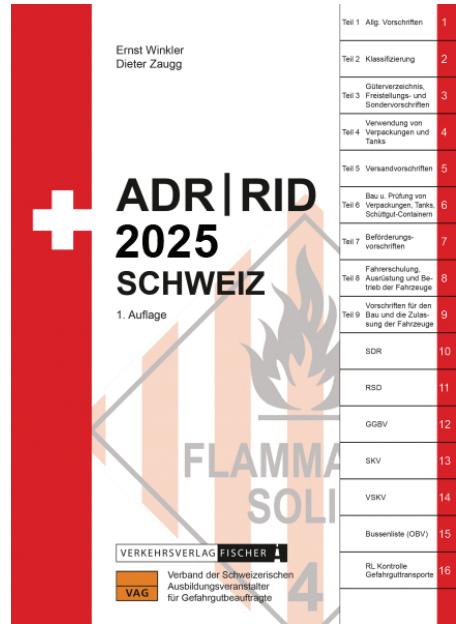 Ernst Winkler
Dieter Zaugg
ADR|RID
2025
SCHWEIZ
1. Auflage
FLAMMA
SOLI
4
VERKEHRSVERLAG FISCHER
VAG
Verband der Schweizerischen
Ausbildungsveranstalter
für Gefahrgutbeauftragte
Teil 1 Allg. Vorschriften 1
Teil 2 Klassifizierung 2
Güterverzeichnis,
Teil 3 Freistellungs- und 3
Sondervorschriften
Verwendung von
Teil 4 Verpackungen und 4
Tanks
Teil 5 Versandvorschriften 5
Bau u. Prüfung von
Teil 6 Verpackungen, Tanks, 6
Schüttgut-Containern
Teil 7 Beförderungs- 7
vorschriften
Fahrerschulung,
Teil 8 Ausrüstung und Be- 8
trieb der Fahrzeuge
Vorschriften für den
Teil 9 Bau und die Zulas- 9
sung der Fahrzeuge
SDR 10
RSD 11
GGBV 12
SKV 13
VSKV 14
Bussenliste (OBV) 15
RL Kontrolle 16
Gefahrguttransporte